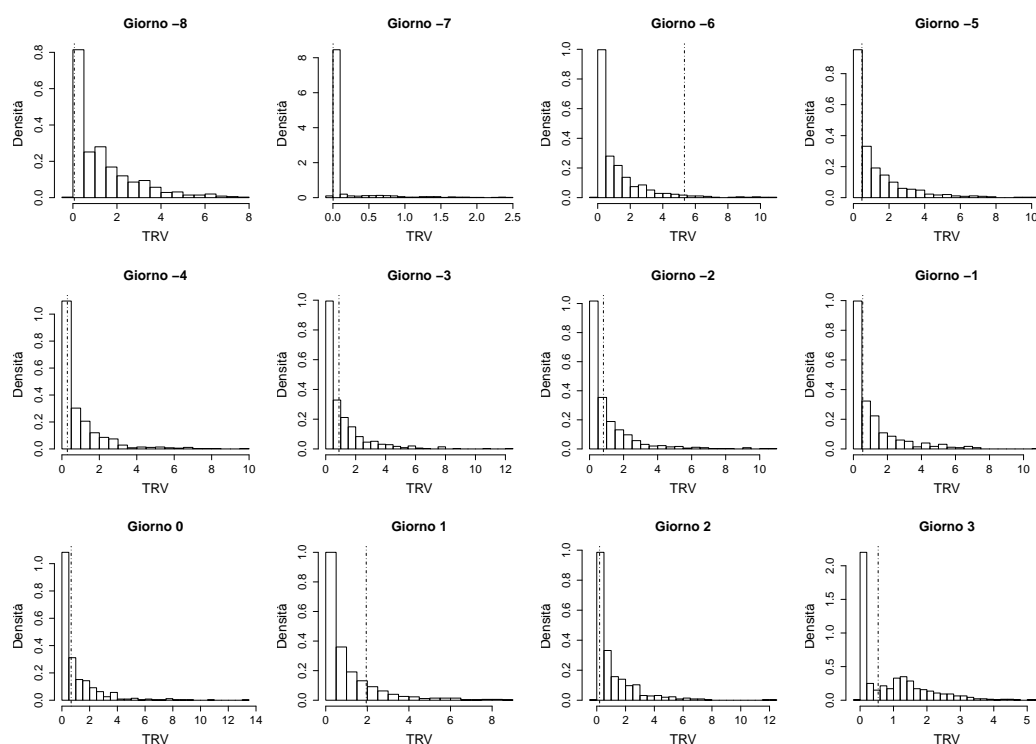 Giorno −8
Densitá
0.0 0.2 0.4 0.6 0.8
0 2 4 6 8
TRV
Giorno −7
Densitá
0 2 4 6 8
0.0 0.5 1.0 1.5 2.0 2.5
TRV
Giorno −6
Densitá
0.0 0.2 0.4 0.6 0.8 1.0
0 2 4 6 8 10
TRV
Giorno −5
Densitá
0.0 0.2 0.4 0.6 0.8
0 2 4 6 8 10
TRV
Giorno −4
Densitá
0.0 0.2 0.4 0.6 0.8 1.0
0 2 4 6 8 10
TRV
Giorno −3
Densitá
0.0 0.2 0.4 0.6 0.8 1.0
0 2 4 6 8 10 12
TRV
Giorno −2
Densitá
0.0 0.2 0.4 0.6 0.8 1.0
0 2 4 6 8 10
TRV
Giorno −1
Densitá
0.0 0.2 0.4 0.6 0.8 1.0
0 2 4 6 8 10
TRV
Giorno 0
Densitá
0.0 0.2 0.4 0.6 0.8 1.0
0 2 4 6 8 10 12 14
TRV
Giorno 1
Densitá
0.0 0.2 0.4 0.6 0.8 1.0
0 2 4 6 8
TRV
Giorno 2
Densitá
0.0 0.2 0.4 0.6 0.8 1.0
0 2 4 6 8 10 12
TRV
Giorno 3
Densitá
0.0 0.5 1.0 1.5 2.0
0 1 2 3 4 5
TRV